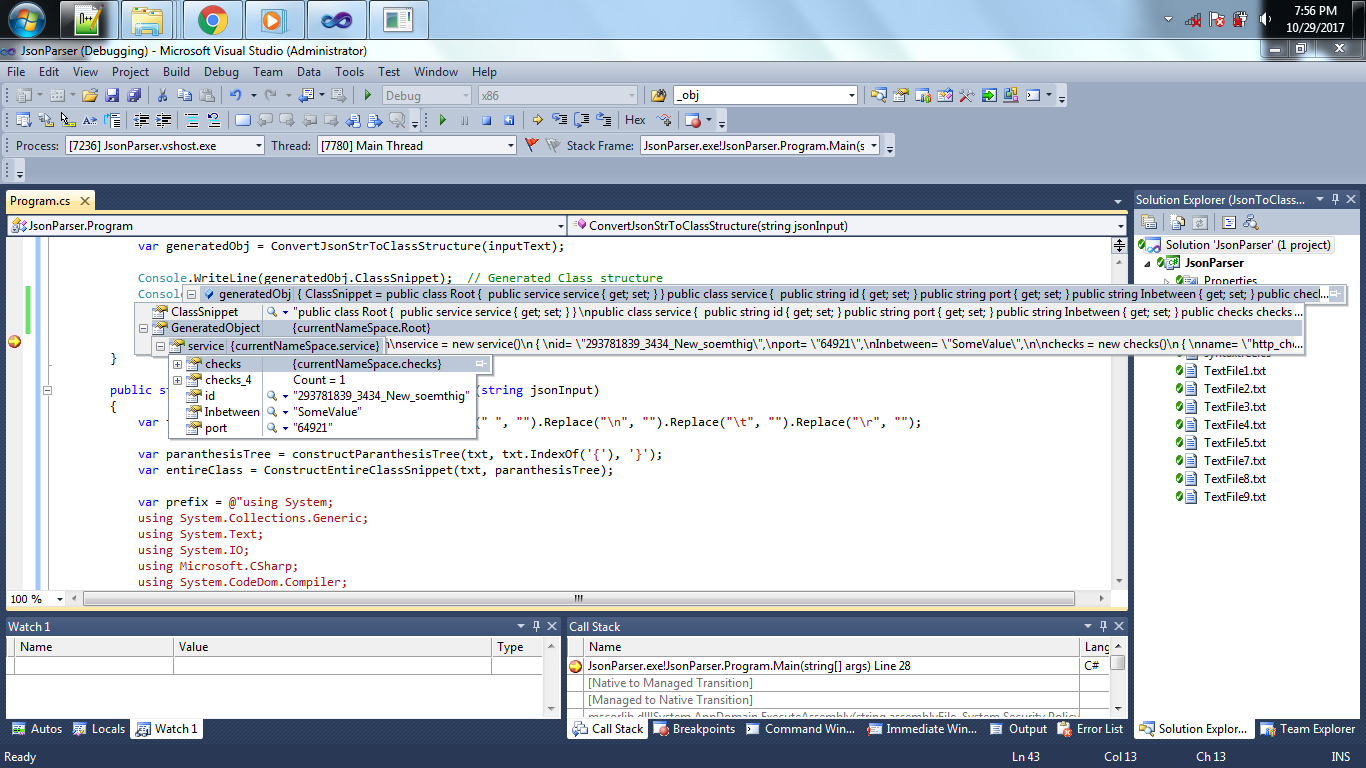 7:56 PM
10/29/2017
JsonParser (Debugging) - Microsoft Visual Studio (Administrator)
File Edit View Project Build Debug Team Data Tools Test Window Help
Debug x86 _obj
Hex
Process: [7236] JsonParser.vshost.exe Thread: [7780] Main Thread Stack Frame: JsonParser.exe!JsonParser.Program.Main(s
Program.cs
JsonParser.Program ConvertJsonStrToClassStructure(string jsonInput)
var generatedObj = ConvertJsonStrToClassStructure(inputText);
Console.WriteLine(generatedObj.ClassSnippet); // Generated Class structure
Conso
generatedObj { ClassSnippet = public class Root { public service service { get; set; } } public class service { public string id { get; set; } public string port { get; set; } public string Inbetween { get; set; } public chec...
ClassSnippet "public class Root { public service service { get; set; } } \npublic class service { public string id { get; set; } public string port { get; set; } public string Inbetween { get; set; } public checks checks ...
GeneratedObject {currentNameSpace.Root}
service {currentNameSpace.service} n\nservice = new service()\n { \nid= \"293781839_3434_New_soemthig\",\nport= \"64921\",\nInbetween= \"SomeValue\",\n\nchecks = new checks()\n { \nname= \"http_che...
checks {currentNameSpace.checks}
checks_4 Count = 1
id "293781839_3434_New_soemthig"
Inbetween "SomeValue"
port "64921"
}
public st (string jsonInput)
{
var (" ", "").Replace("\n", "").Replace("\t", "").Replace("\r", "");
var paranthesisTree = constructParanthesisTree(txt, txt.IndexOf('{'), '}');
var entireClass = ConstructEntireClassSnippet(txt, paranthesisTree);
var prefix = @"using System;
using System.Collections.Generic;
using System.Text;
using System.IO;
using Microsoft.CSharp;
using System.CodeDom.Compiler;
100 %
Solution Explorer (JsonToClass...
Solution 'JsonParser' (1 project)
JsonParser
Properties
TextFile1.txt
TextFile2.txt
TextFile3.txt
TextFile4.txt
TextFile5.txt
TextFile7.txt
TextFile8.txt
TextFile9.txt
Watch 1
Name Value Type
Call Stack
Name Lang
JsonParser.exe!JsonParser.Program.Main(string[] args) Line 28 C#
[Native to Managed Transition]
[Managed to Native Transition]
mscorlib.dll!System.AppDomain.ExecuteAssembly(string assemblyFile, System.Security.Policy
Autos Locals Watch 1
Call Stack Breakpoints Command Win... Immediate Win... Output Error List
Solution Explor... Team Explorer
Ready Ln 43 Col 13 Ch 13 INS